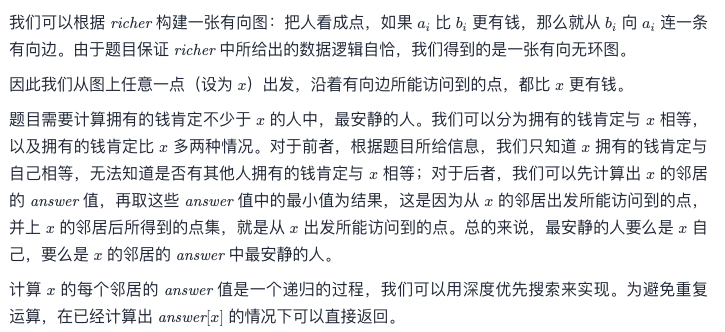 我们可以根据 richer 构建一张有向图：把人看成点，如果 aᵢ 比 bᵢ 更有钱，那么就从 bᵢ 向 aᵢ 连一条
有向边。由于题目保证 richer 中所给出的数据逻辑自恰，我们得到的是一张有向无环图。
因此我们从图上任意一点（设为 x）出发，沿着有向边所能访问到的点，都比 x 更有钱。
题目需要计算拥有的钱肯定不少于 x 的人中，最安静的人。我们可以分为拥有的钱肯定与 x 相等，
以及拥有的钱肯定比 x 多两种情况。对于前者，根据题目所给信息，我们只知道 x 拥有的钱肯定与
自己相等，无法知道是否有其他人拥有的钱肯定与 x 相等；对于后者，我们可以先计算出 x 的邻居
的 answer 值，再取这些 answer 值中的最小值为结果，这是因为从 x 的邻居出发所能访问到的点，
并上 x 的邻居后所得到的点集，就是从 x 出发所能访问到的点。总的来说，最安静的人要么是 x 自
己，要么是 x 的邻居的 answer 中最安静的人。
计算 x 的每个邻居的 answer 值是一个递归的过程，我们可以用深度优先搜索来实现。为避免重复
运算，在已经计算出 answer[x] 的情况下可以直接返回。